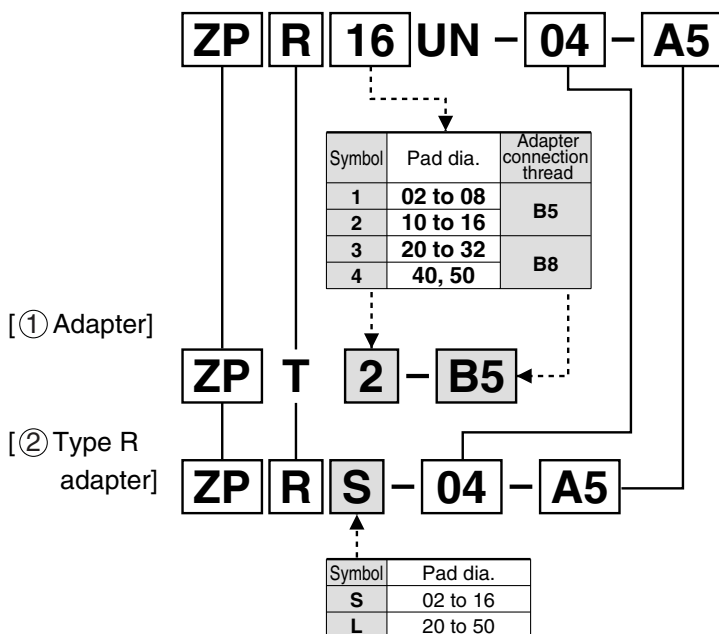 ZP R 16 UN – 04 – A5
Symbol Pad dia. Adapter connection thread
1 02 to 08 B5
2 10 to 16
3 20 to 32 B8
4 40, 50
[① Adapter]
ZP T 2 – B5
[② Type R
adapter]
ZP R S – 04 – A5
Symbol Pad dia.
S 02 to 16
L 20 to 50